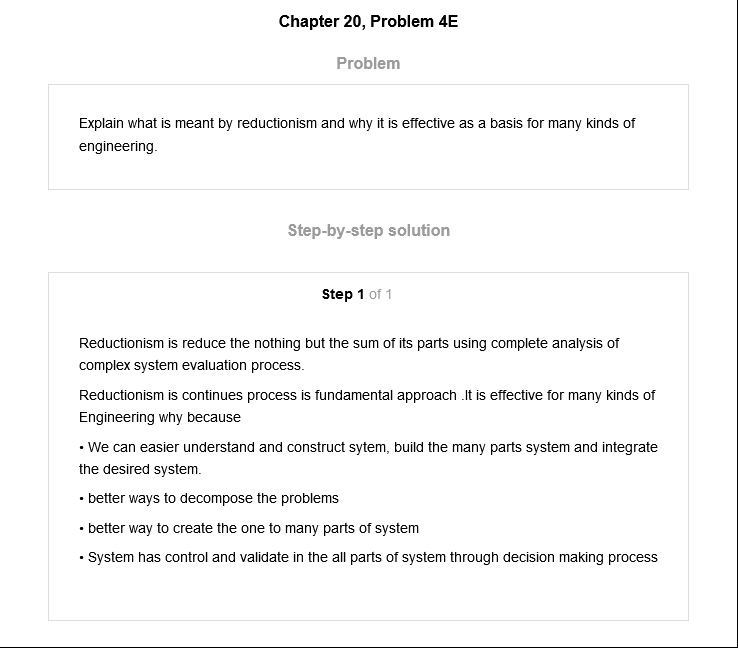 Chapter 20, Problem 4E
Problem
Explain what is meant by reductionism and why it is effective as a basis for many kinds of
engineering.
Step-by-step solution
Step 1 of 1
Reductionism is reduce the nothing but the sum of its parts using complete analysis of
complex system evaluation process.
Reductionism is continues process is fundamental approach .It is effective for many kinds of
Engineering why because
• We can easier understand and construct sytem, build the many parts system and integrate
the desired system.
• better ways to decompose the problems
• better way to create the one to many parts of system
• System has control and validate in the all parts of system through decision making process